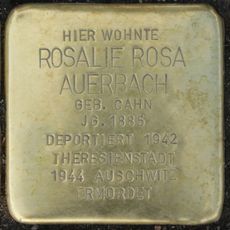 HIER WOHNTE
ROSALIE ROSA
AUERBACH
GEB. CAHN
JG. 1885
DEPORTIERT 1942
THERESIENSTADT
1944 AUSCHWITZ
ERMORDET